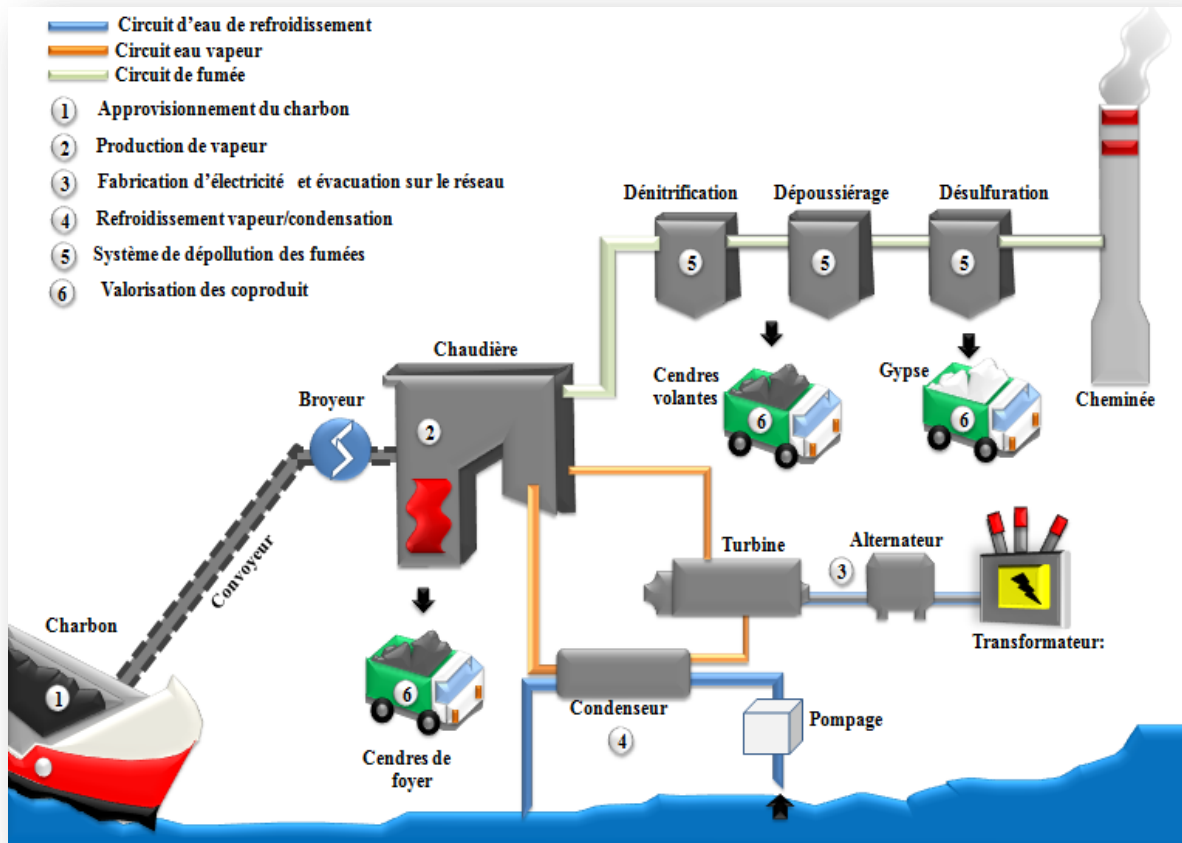 Circuit d'eau de refroidissement
Circuit eau vapeur
Circuit de fumée
1 Approvisionnement du charbon
2 Production de vapeur
3 Fabrication d'électricité et évacuation sur le réseau
4 Refroidissement vapeur/condensation
5 Système de dépollution des fumées
6 Valorisation des coproduit
Dénitrification
Dépoussiérage
Désulfuration
5
5
5
Chaudière
2
Broyeur
Convoyeur
Charbon
1
Cendres
volantes
6
Gypse
6
Cheminée
Turbine
3
Alternateur
Transformateur:
Condenseur
4
Pompage
6
Cendres de
foyer